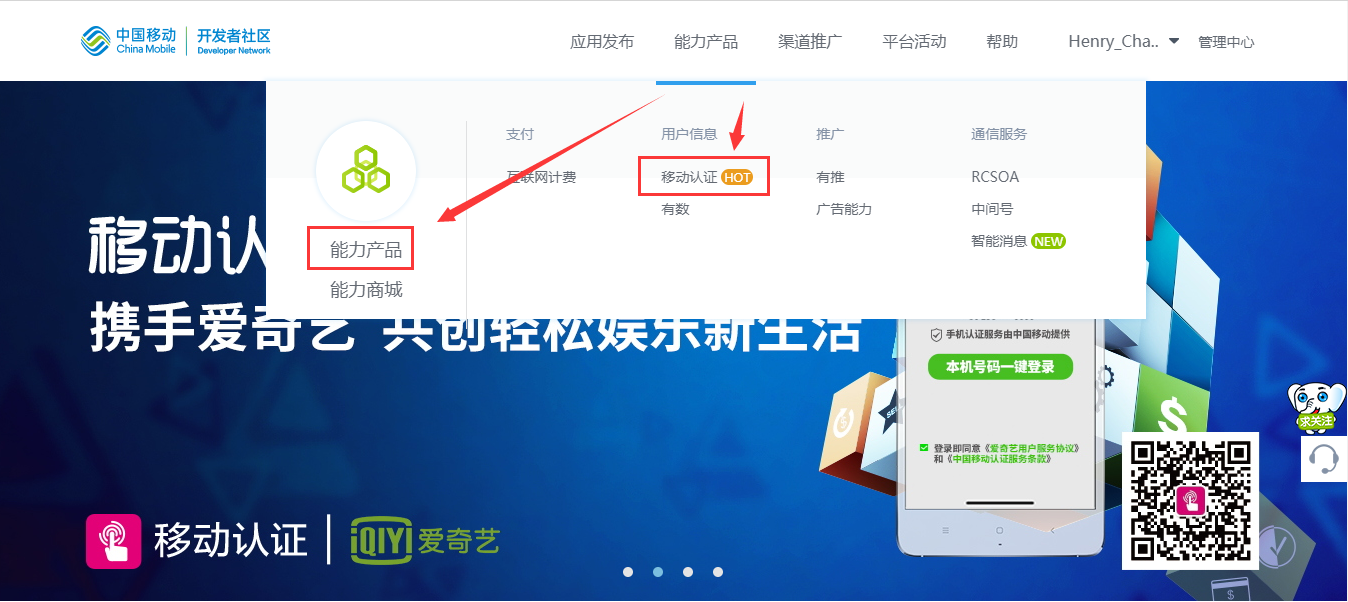 中国移动 China Mobile
开发者社区 Developer Network
应用发布 能力产品 渠道推广 平台活动 帮助 Henry_Cha.. 管理中心
能力产品
能力商城
支付
互联网计费
用户信息
移动认证 HOT
有数
推广
有推
广告能力
通信服务
RCSOA
中间号
智能消息 NEW
移动认
携手爱奇艺 共创轻松娱乐新生活
手机认证服务由中国移动提供
本机号码一键登录
登录即同意《爱奇艺用户服务协议》
和《中国移动认证服务条款》
求关注
移动认证 | iQIYI 爱奇艺